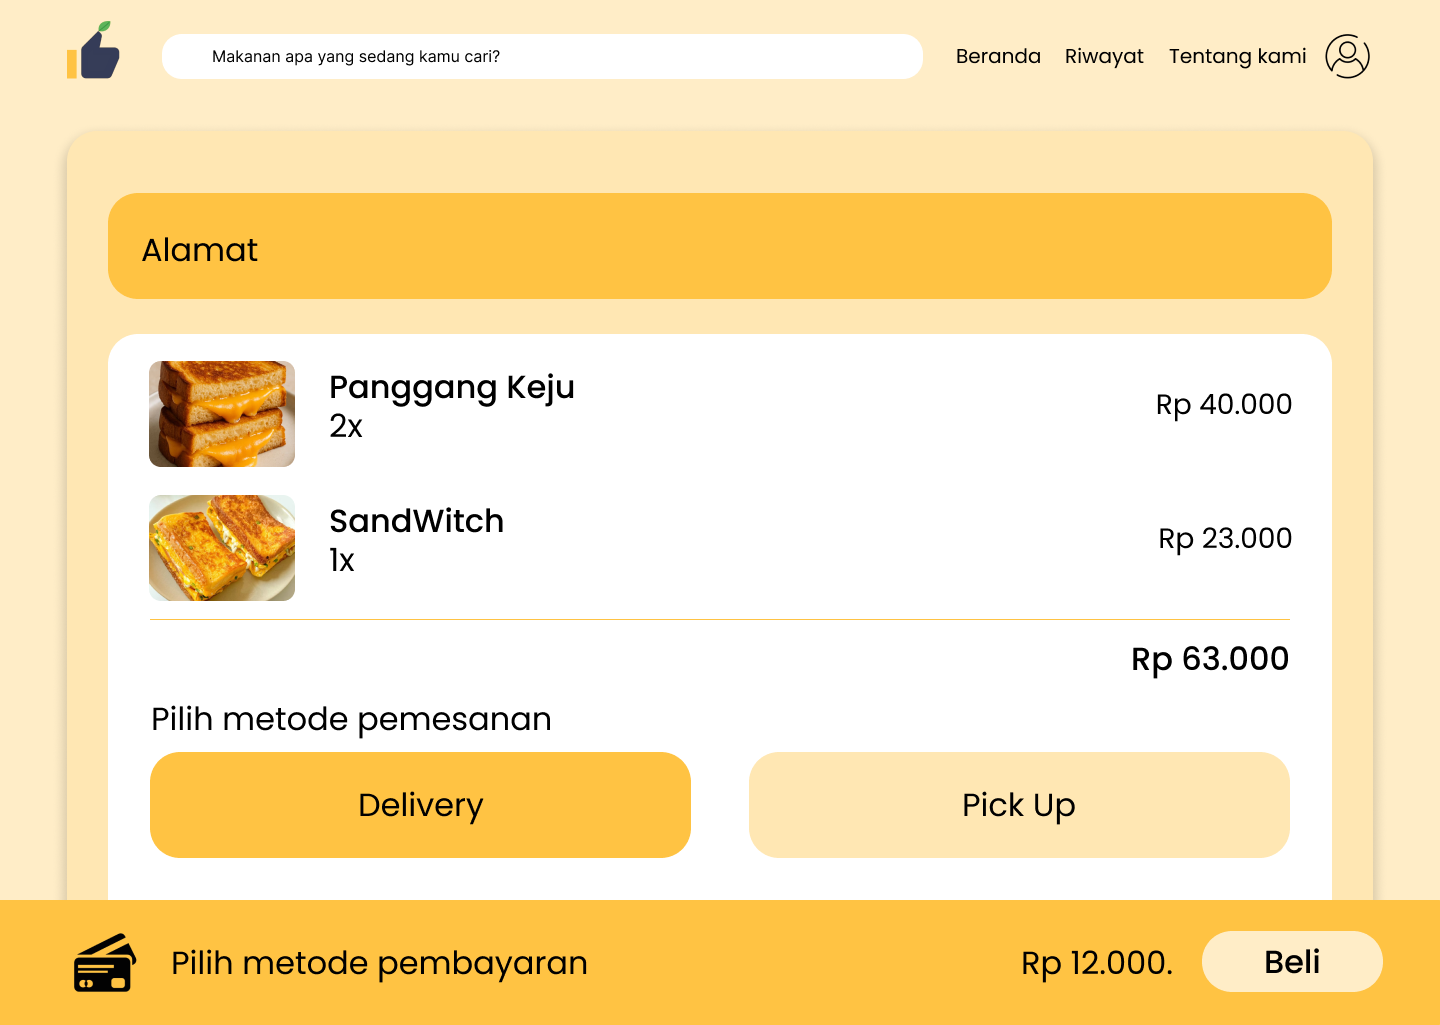 Makanan apa yang sedang kamu cari?
Beranda
Riwayat
Tentang kami
Alamat
Panggang Keju
2x
Rp 40.000
SandWitch
1x
Rp 23.000
Rp 63.000
Pilih metode pemesanan
Delivery
Pick Up
Pilih metode pembayaran
Rp 12.000.
Beli